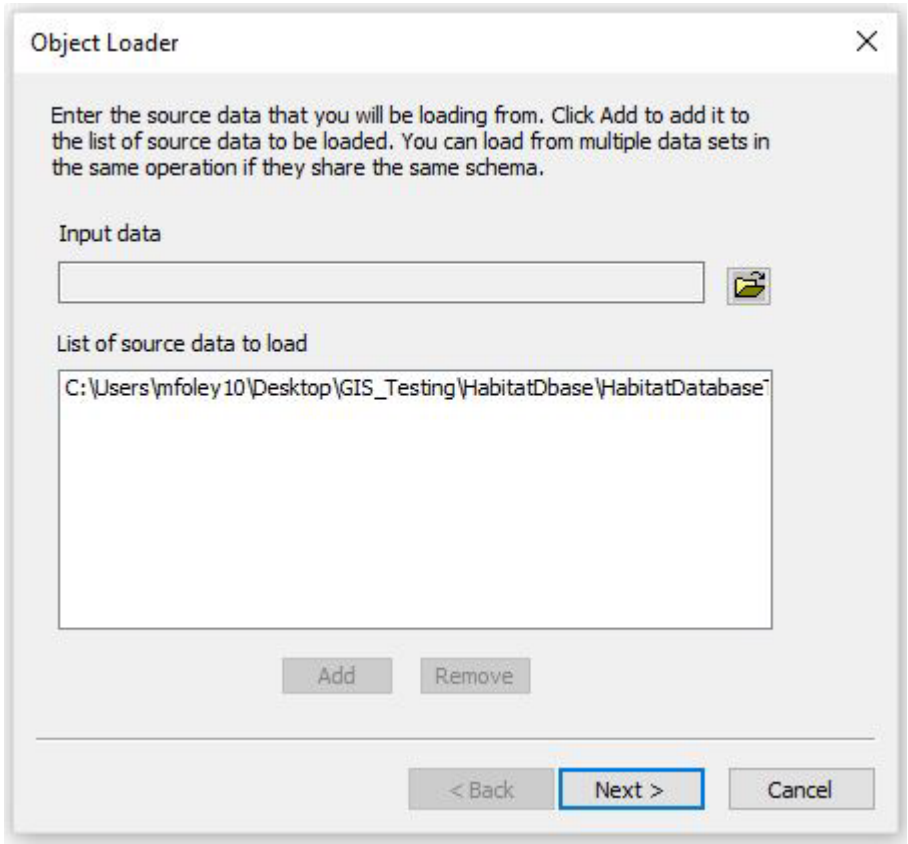 Object Loader
Enter the source data that you will be loading from. Click Add to add it to
the list of source data to be loaded. You can load from multiple data sets in
the same operation if they share the same schema.
Input data
List of source data to load
C:\Users\mfoley10\Desktop\GIS_Testing\HabitatDbase\HabitatDatabaseT
Add Remove
< Back Next > Cancel